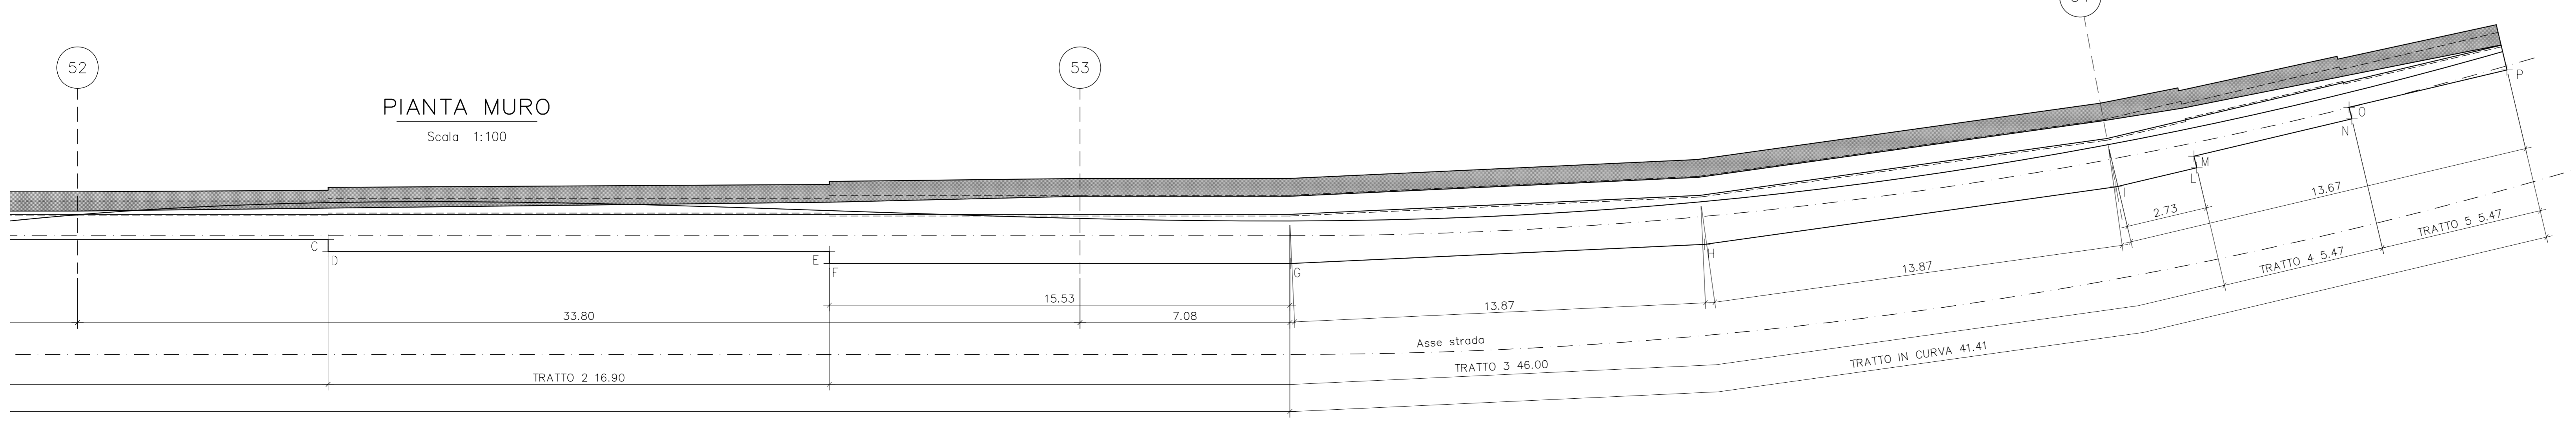 52
53
PIANTA MURO
Scala 1:100
C
D
E
F
G
H
I
L
M
N
O
P
15.53
33.80
7.08
13.87
13.87
2.73
13.67
Asse strada
TRATTO 2 16.90
TRATTO 3 46.00
TRATTO 4 5.47
TRATTO 5 5.47
TRATTO IN CURVA 41.41